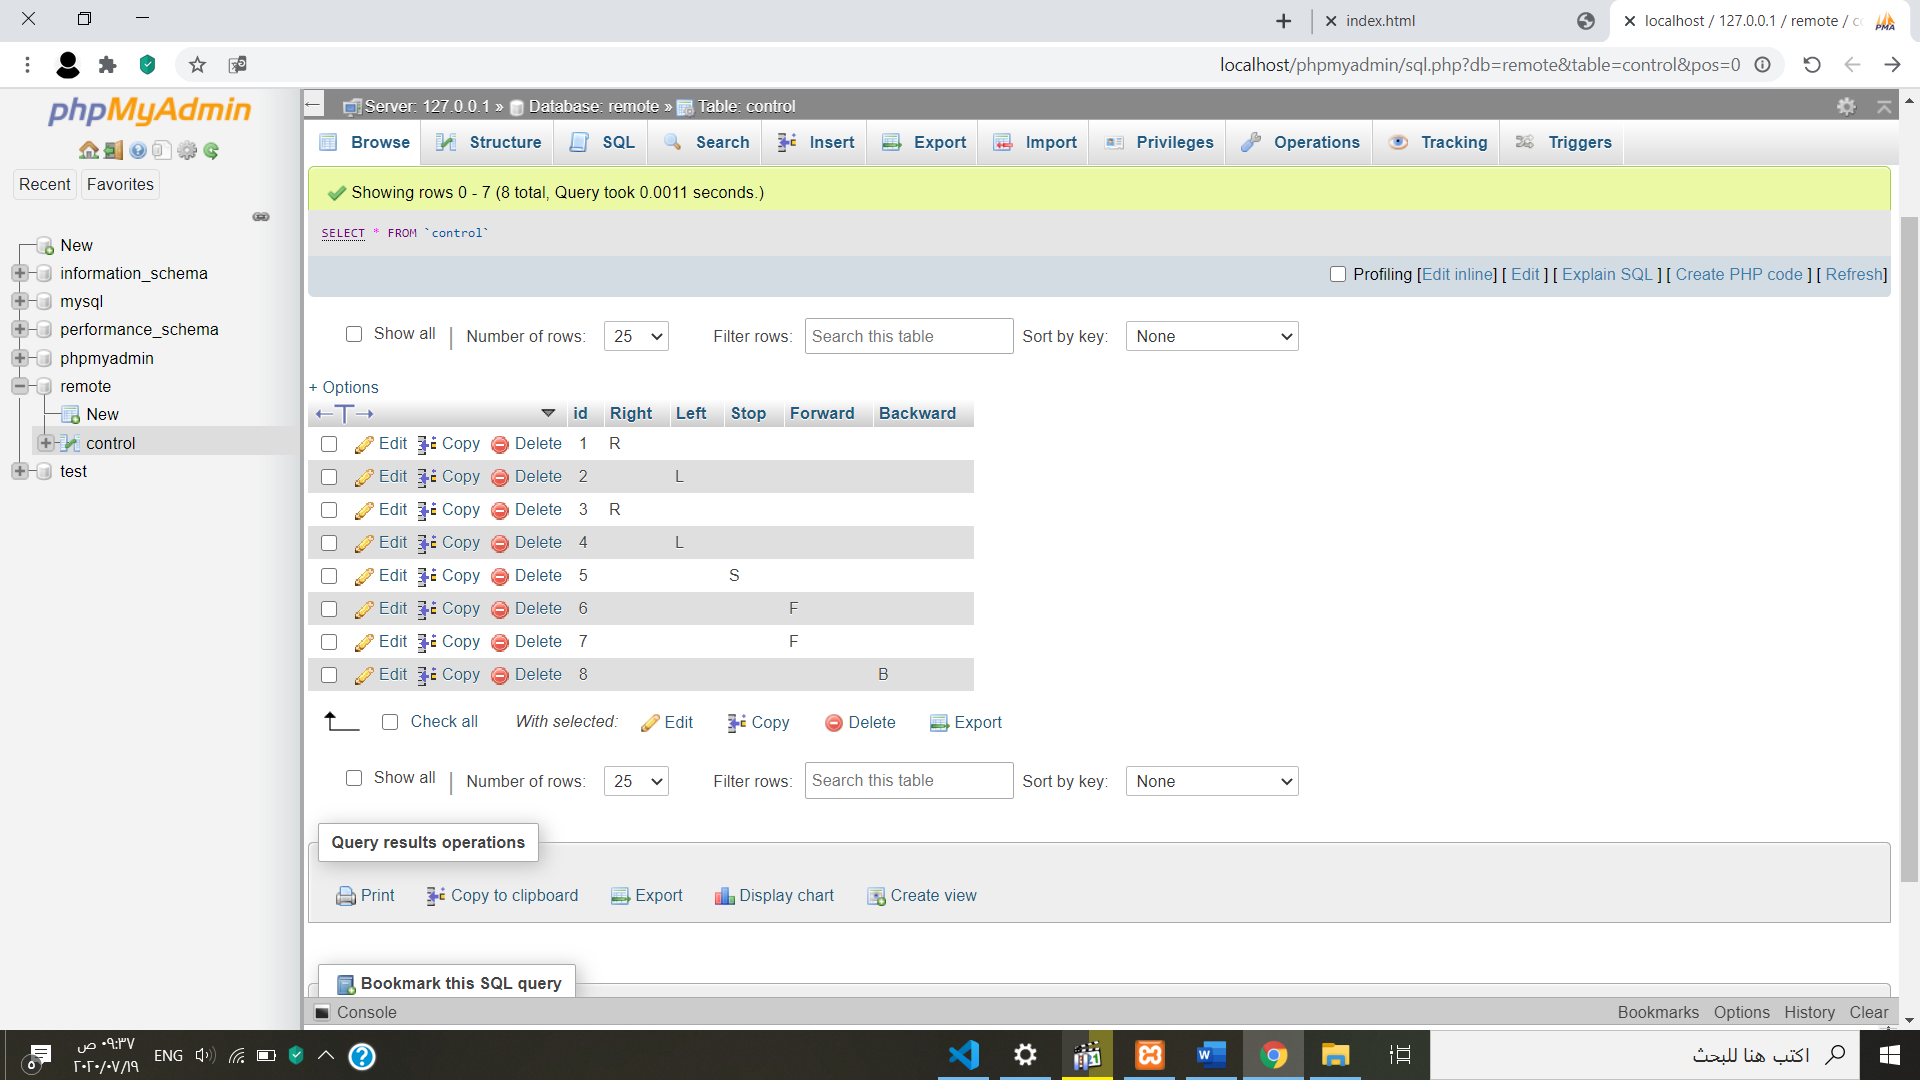 index.html
localhost / 127.0.0.1 / remote / c
localhost/phpmyadmin/sql.php?db=remote&table=control&pos=0
phpMyAdmin
Recent Favorites
New
information_schema
mysql
performance_schema
phpmyadmin
remote
New
control
test
Server: 127.0.0.1 » Database: remote » Table: control
Browse Structure SQL Search Insert Export Import Privileges Operations Tracking Triggers
Showing rows 0 - 7 (8 total, Query took 0.0011 seconds.)
SELECT * FROM `control`
Profiling [Edit inline] [ Edit ] [ Explain SQL ] [ Create PHP code ] [ Refresh]
Show all | Number of rows: 25 Filter rows: Search this table Sort by key: None
+ Options
←T→ id Right Left Stop Forward Backward
Edit Copy Delete 1 R
Edit Copy Delete 2 L
Edit Copy Delete 3 R
Edit Copy Delete 4 L
Edit Copy Delete 5 S
Edit Copy Delete 6 F
Edit Copy Delete 7 F
Edit Copy Delete 8 B
Check all With selected: Edit Copy Delete Export
Show all | Number of rows: 25 Filter rows: Search this table Sort by key: None
Query results operations
Print Copy to clipboard Export Display chart Create view
Bookmark this SQL query
Console Bookmarks Options History Clear
٠٩:٣٧ ص
٢٠٢٠/٠٧/١٩
ENG
اكتب هنا للبحث